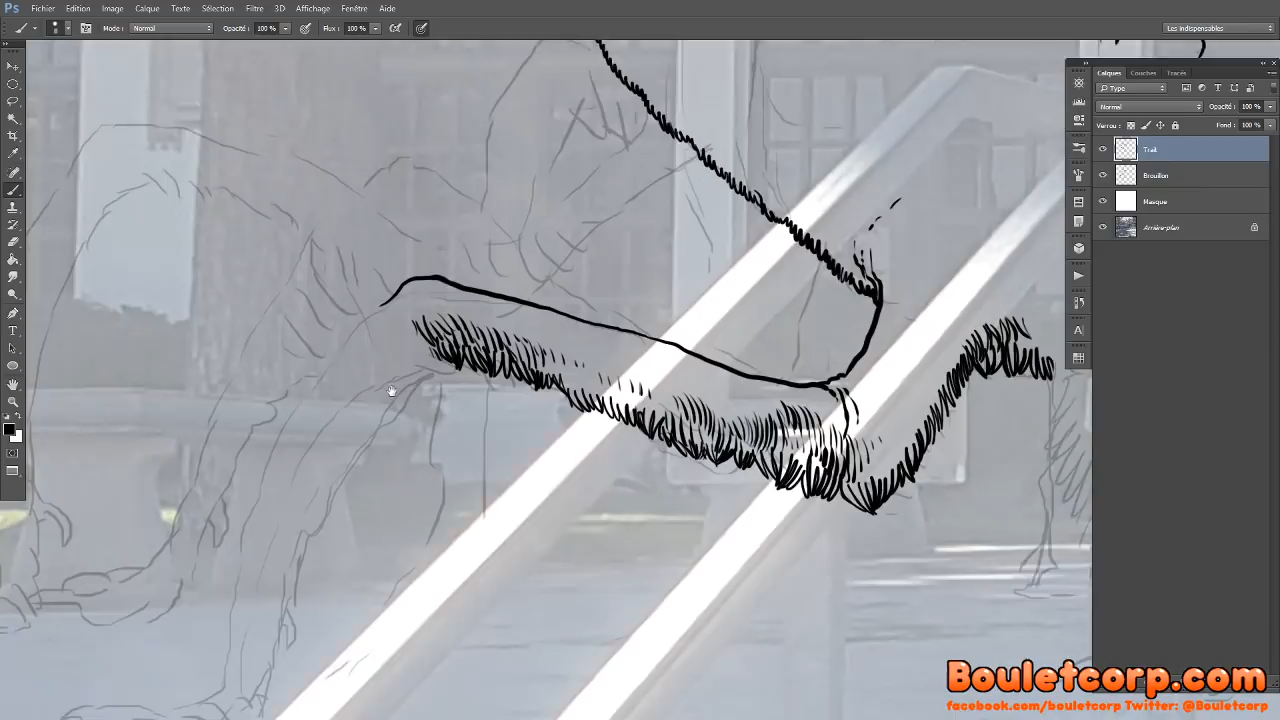 Ps Fichier Edition Image Calque Texte Sélection Filtre 3D Affichage Fenêtre Aide
Mode : Normal Opacité : 100 % Flux : 100 % Les indispensables
Calques Couches Tracés
Type
Normal Opacité : 100 %
Verrou : Fond : 100 %
Trait
Brouillon
Masque
Arrière-plan
Bouletcorp.com
facebook.com/bouletcorp Twitter: @Bouletcorp